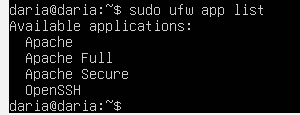 daria@daria:~$ sudo ufw app list
Available applications:
  Apache
  Apache Full
  Apache Secure
  OpenSSH
daria@daria:~$